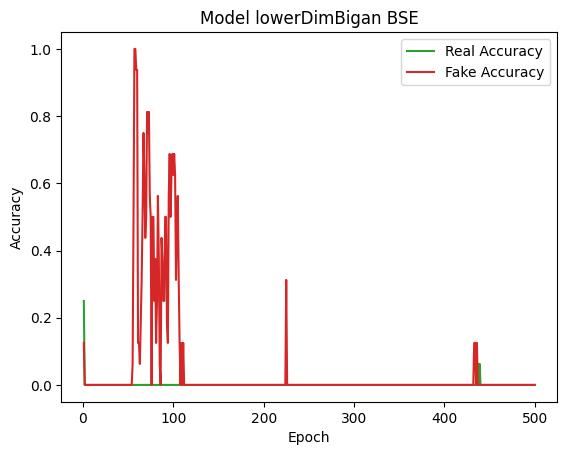 Model lowerDimBigan BSE
Real Accuracy
Fake Accuracy
1.0
0.8
0.6
0.4
0.2
0.0
Accuracy
0 100 200 300 400 500
Epoch